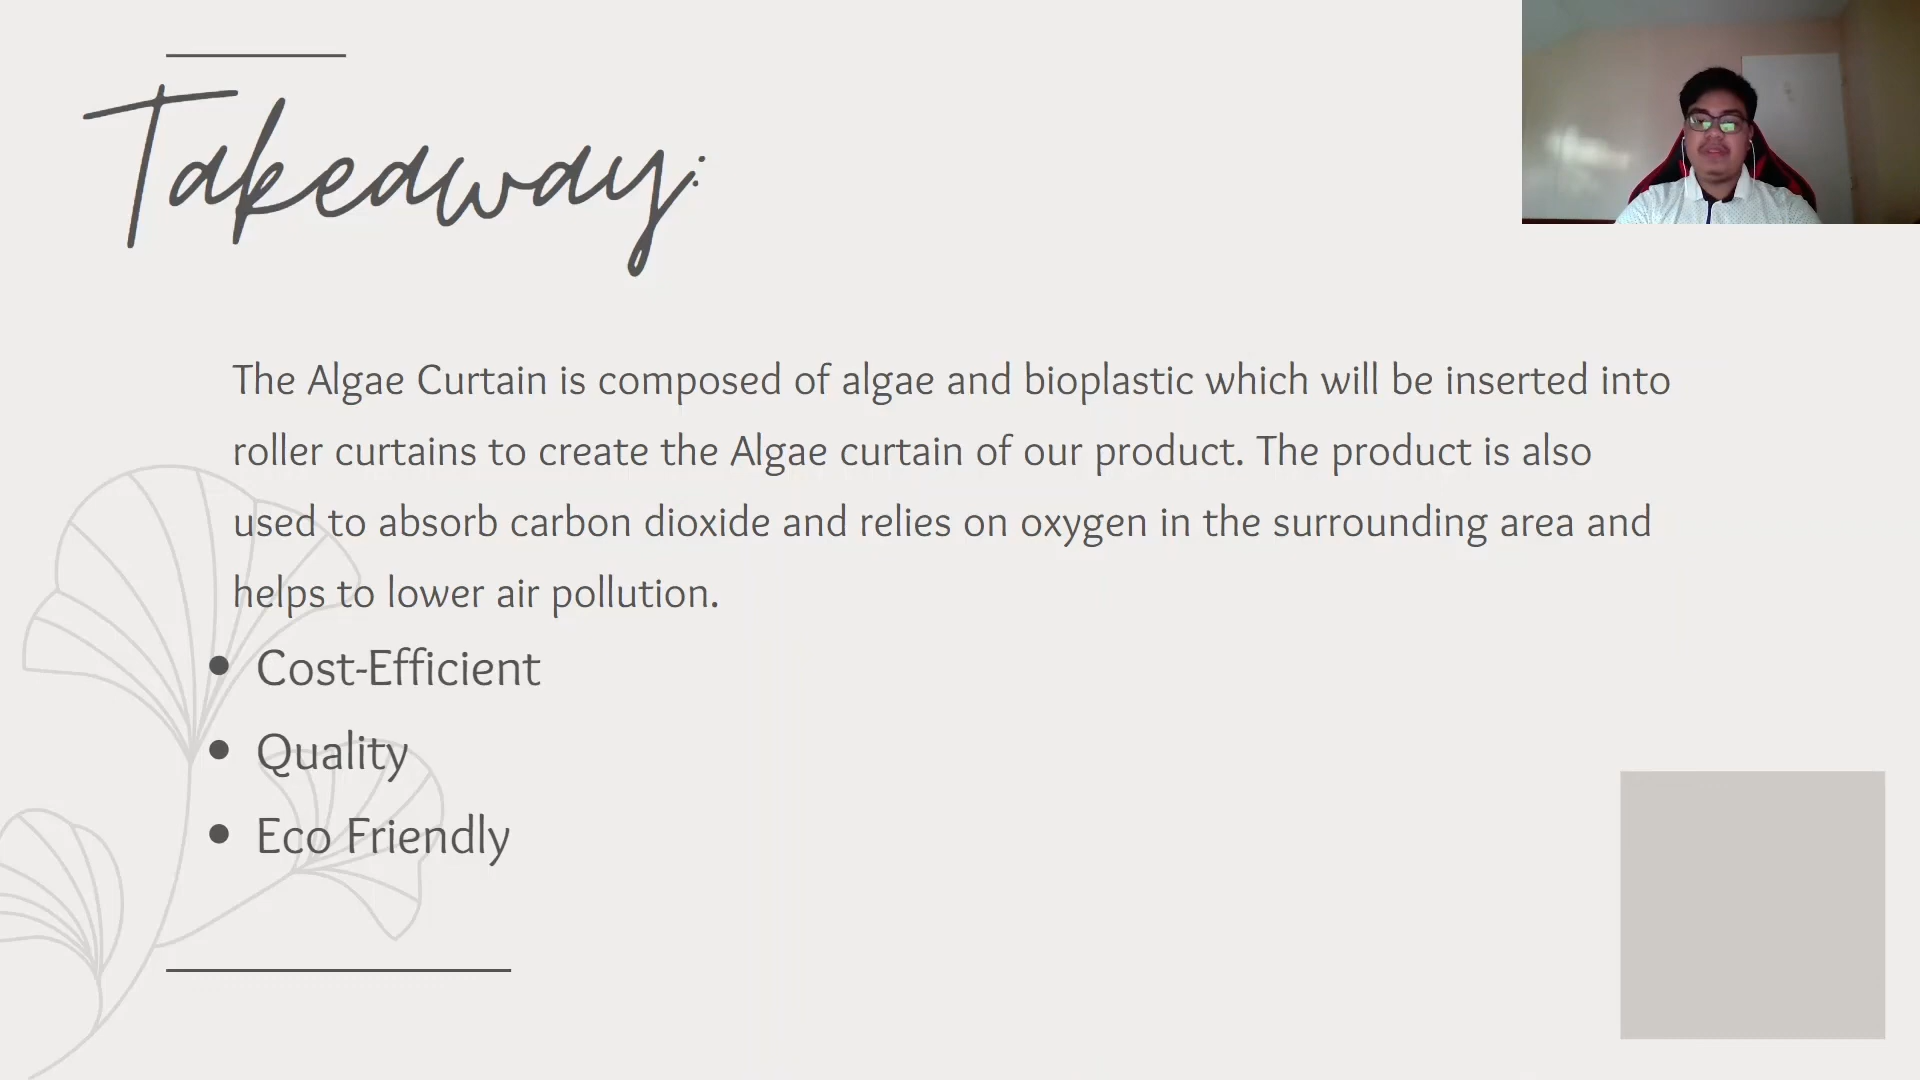 Takeaway:
The Algae Curtain is composed of algae and bioplastic which will be inserted into
roller curtains to create the Algae curtain of our product. The product is also
used to absorb carbon dioxide and relies on oxygen in the surrounding area and
helps to lower air pollution.
• Cost-Efficient
• Quality
• Eco Friendly